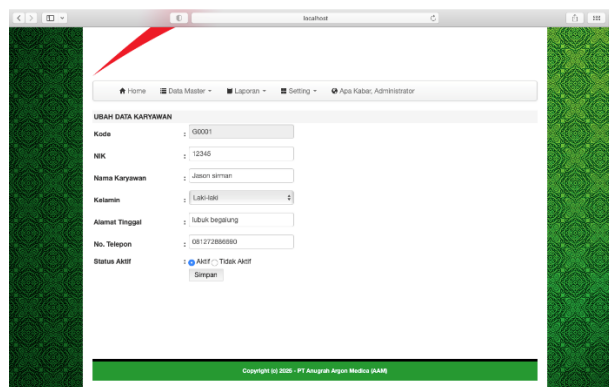 localhost
Home Data Master Laporan Setting Apa Kabar, Administrator
UBAH DATA KARYAWAN
Kode : G0001
NIK : 12345
Nama Karyawan : Jason sirman
Kelamin : Laki-laki
Alamat Tinggal : lubuk begalung
No. Telepon :
Status Aktif : Aktif Tidak Aktif
Simpan
Copyright (c) 2025 - PT Anugrah Argon Medica (AAM)